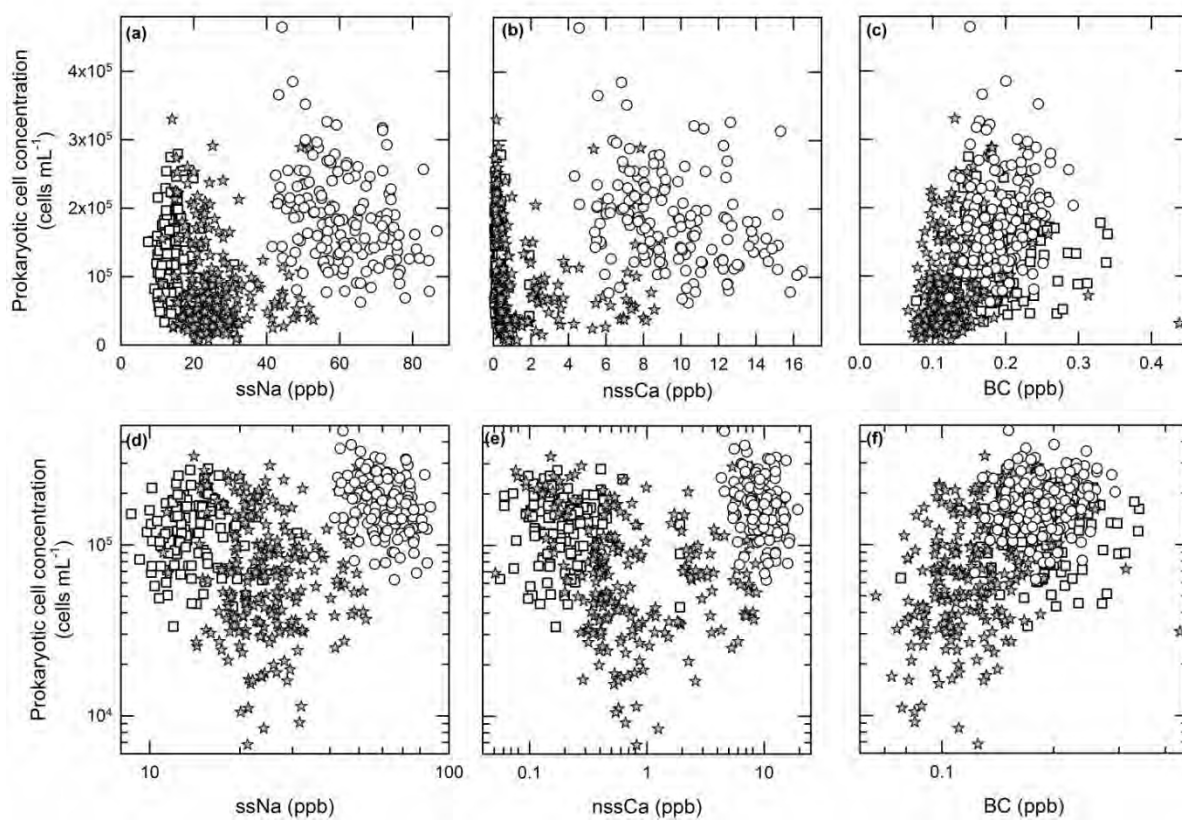 Prokaryotic cell concentration
(cells mL⁻¹)
(a)
4x10⁵
3x10⁵
2x10⁵
1x10⁵
0
0 20 40 60 80
ssNa (ppb)
(b)
0 2 4 6 8 10 12 14 16
nssCa (ppb)
(c)
0.0 0.1 0.2 0.3 0.4
BC (ppb)
Prokaryotic cell concentration
(cells mL⁻¹)
(d)
10⁵
10⁴
10 100
ssNa (ppb)
(e)
0.1 1 10
nssCa (ppb)
(f)
0.1
BC (ppb)